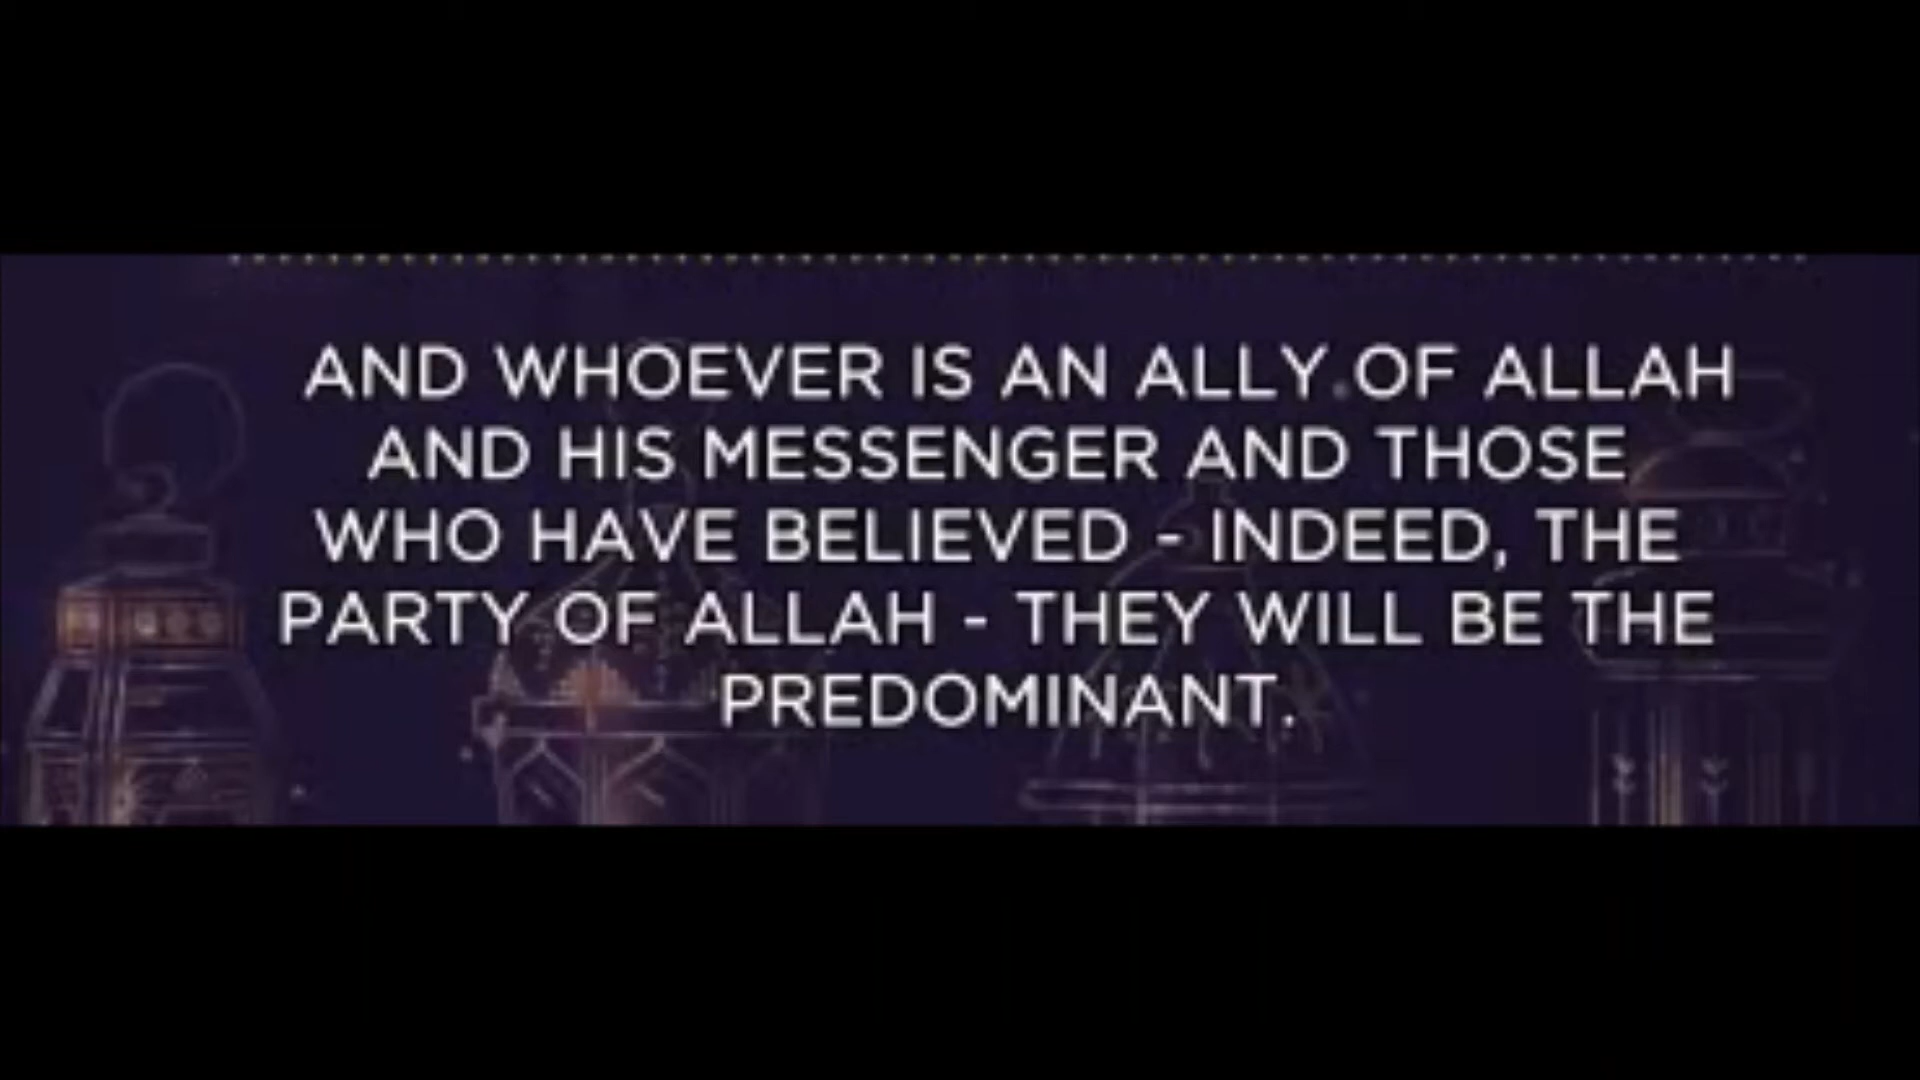 AND WHOEVER IS AN ALLY OF ALLAH
AND HIS MESSENGER AND THOSE
WHO HAVE BELIEVED - INDEED, THE
PARTY OF ALLAH - THEY WILL BE THE
PREDOMINANT.